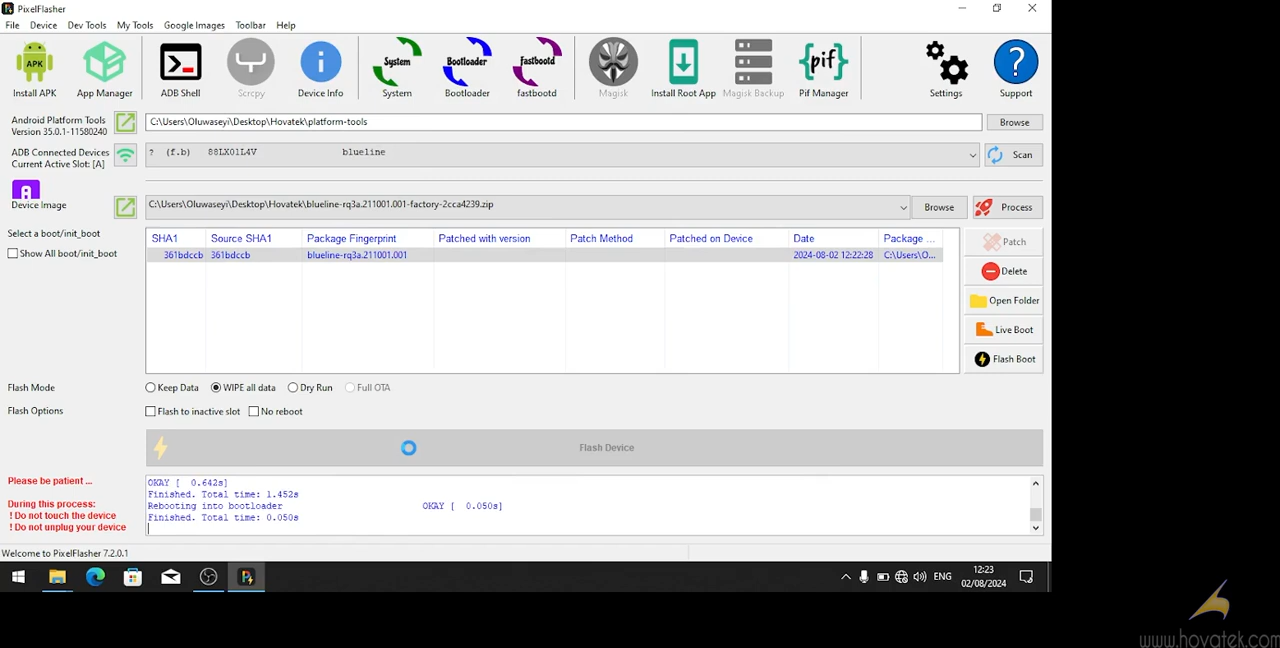 PixelFlasher
File Device Dev Tools My Tools Google Images Toolbar Help
APK
System Bootloader Fastbootd
{pif}
Install APK App Manager ADB Shell Scrcpy Device Info System Bootloader fastbootd Magisk Install Root App Magisk Backup Pif Manager Settings Support
Android Platform Tools
Version 35.0.1-11580240
C:\Users\Oluwaseyi\Desktop\Hovatek\platform-tools
Browse
ADB Connected Devices
Current Active Slot: [A]
? (f.b) 88LX01L4V blueline
Scan
Device Image
C:\Users\Oluwaseyi\Desktop\Hovatek\blueline-rq3a.211001.001-factory-2cca4239.zip
Browse
Process
Select a boot/init_boot
Show All boot/init_boot
SHA1 Source SHA1 Package Fingerprint Patched with version Patch Method Patched on Device Date Package ...
361bdccb 361bdccb blueline-rq3a.211001.001 2024-08-02 12:22:28 C:\Users\O...
Patch
Delete
Open Folder
Live Boot
Flash Boot
Flash Mode
Keep Data WIPE all data Dry Run Full OTA
Flash Options
Flash to inactive slot No reboot
Flash Device
Please be patient ...
During this process:
! Do not touch the device
! Do not unplug your device
OKAY [ 0.642s]
Finished. Total time: 1.452s
Rebooting into bootloader OKAY [ 0.050s]
Finished. Total time: 0.050s
Welcome to PixelFlasher 7.2.0.1
ENG
12:23
02/08/2024
www.hovatek.com